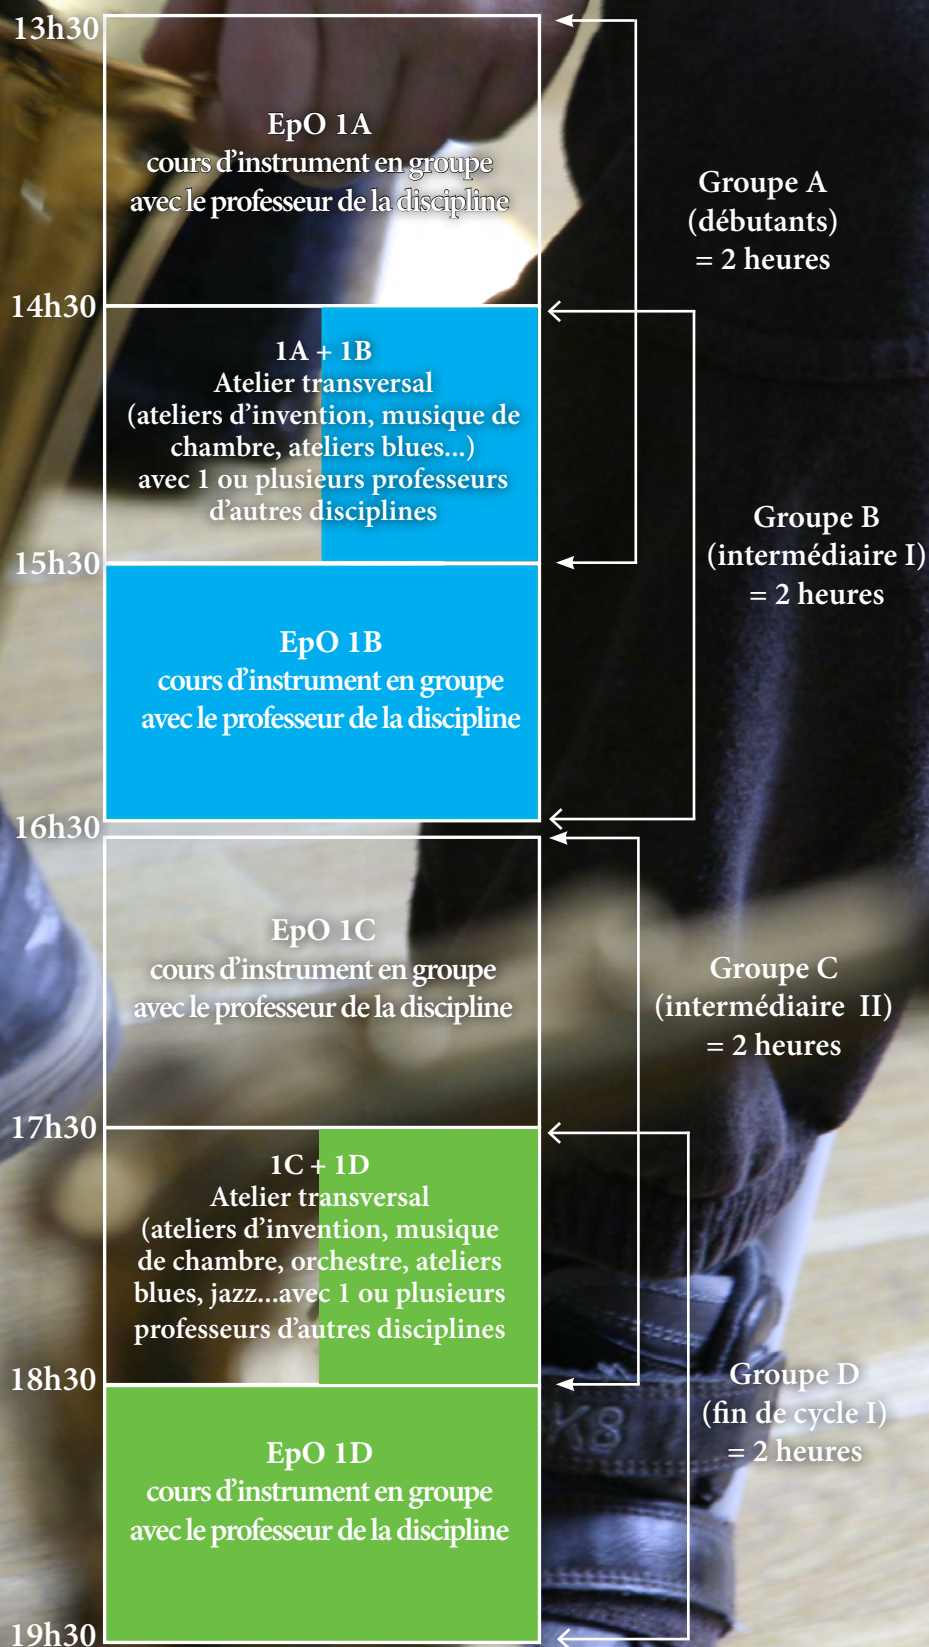 13h30
EpO 1A
cours d’instrument en groupe
avec le professeur de la discipline
Groupe A
(débutants)
= 2 heures
14h30
1A + 1B
Atelier transversal
(ateliers d’invention, musique de
chambre, ateliers blues...)
avec 1 ou plusieurs professeurs
d’autres disciplines
Groupe B
(intermédiaire I)
= 2 heures
15h30
EpO 1B
cours d’instrument en groupe
avec le professeur de la discipline
16h30
EpO 1C
cours d’instrument en groupe
avec le professeur de la discipline
Groupe C
(intermédiaire  II)
= 2 heures
17h30
1C + 1D
Atelier transversal
(ateliers d’invention, musique
de chambre, orchestre, ateliers
blues, jazz...avec 1 ou plusieurs
professeurs d’autres disciplines
18h30
Groupe D
(fin de cycle I)
= 2 heures
EpO 1D
cours d’instrument en groupe
avec le professeur de la discipline
19h30